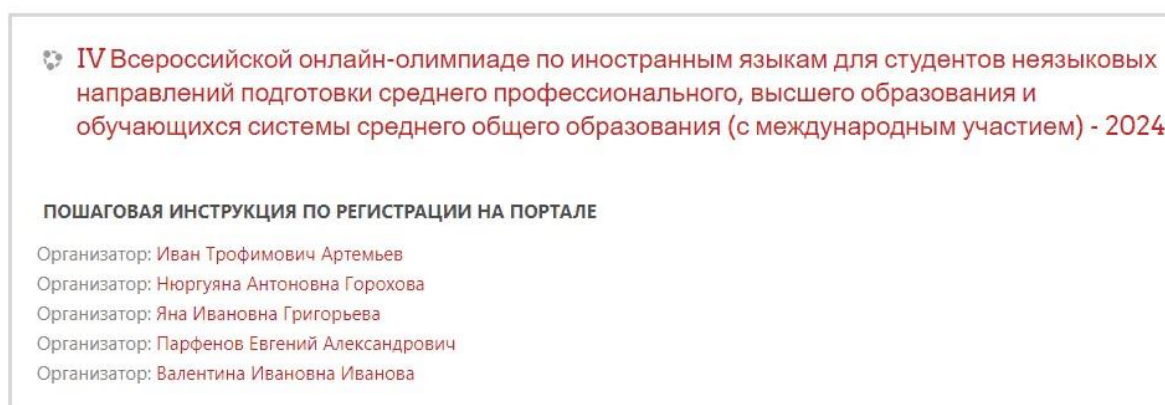 IV Всероссийской онлайн-олимпиаде по иностранным языкам для студентов неязыковых
направлений подготовки среднего профессионального, высшего образования и
обучающихся системы среднего общего образования (с международным участием) - 2024
ПОШАГОВАЯ ИНСТРУКЦИЯ ПО РЕГИСТРАЦИИ НА ПОРТАЛЕ
Организатор: Иван Трофимович Артемьев
Организатор: Нюргуяна Антоновна Горохова
Организатор: Яна Ивановна Григорьева
Организатор: Парфенов Евгений Александрович
Организатор: Валентина Ивановна Иванова